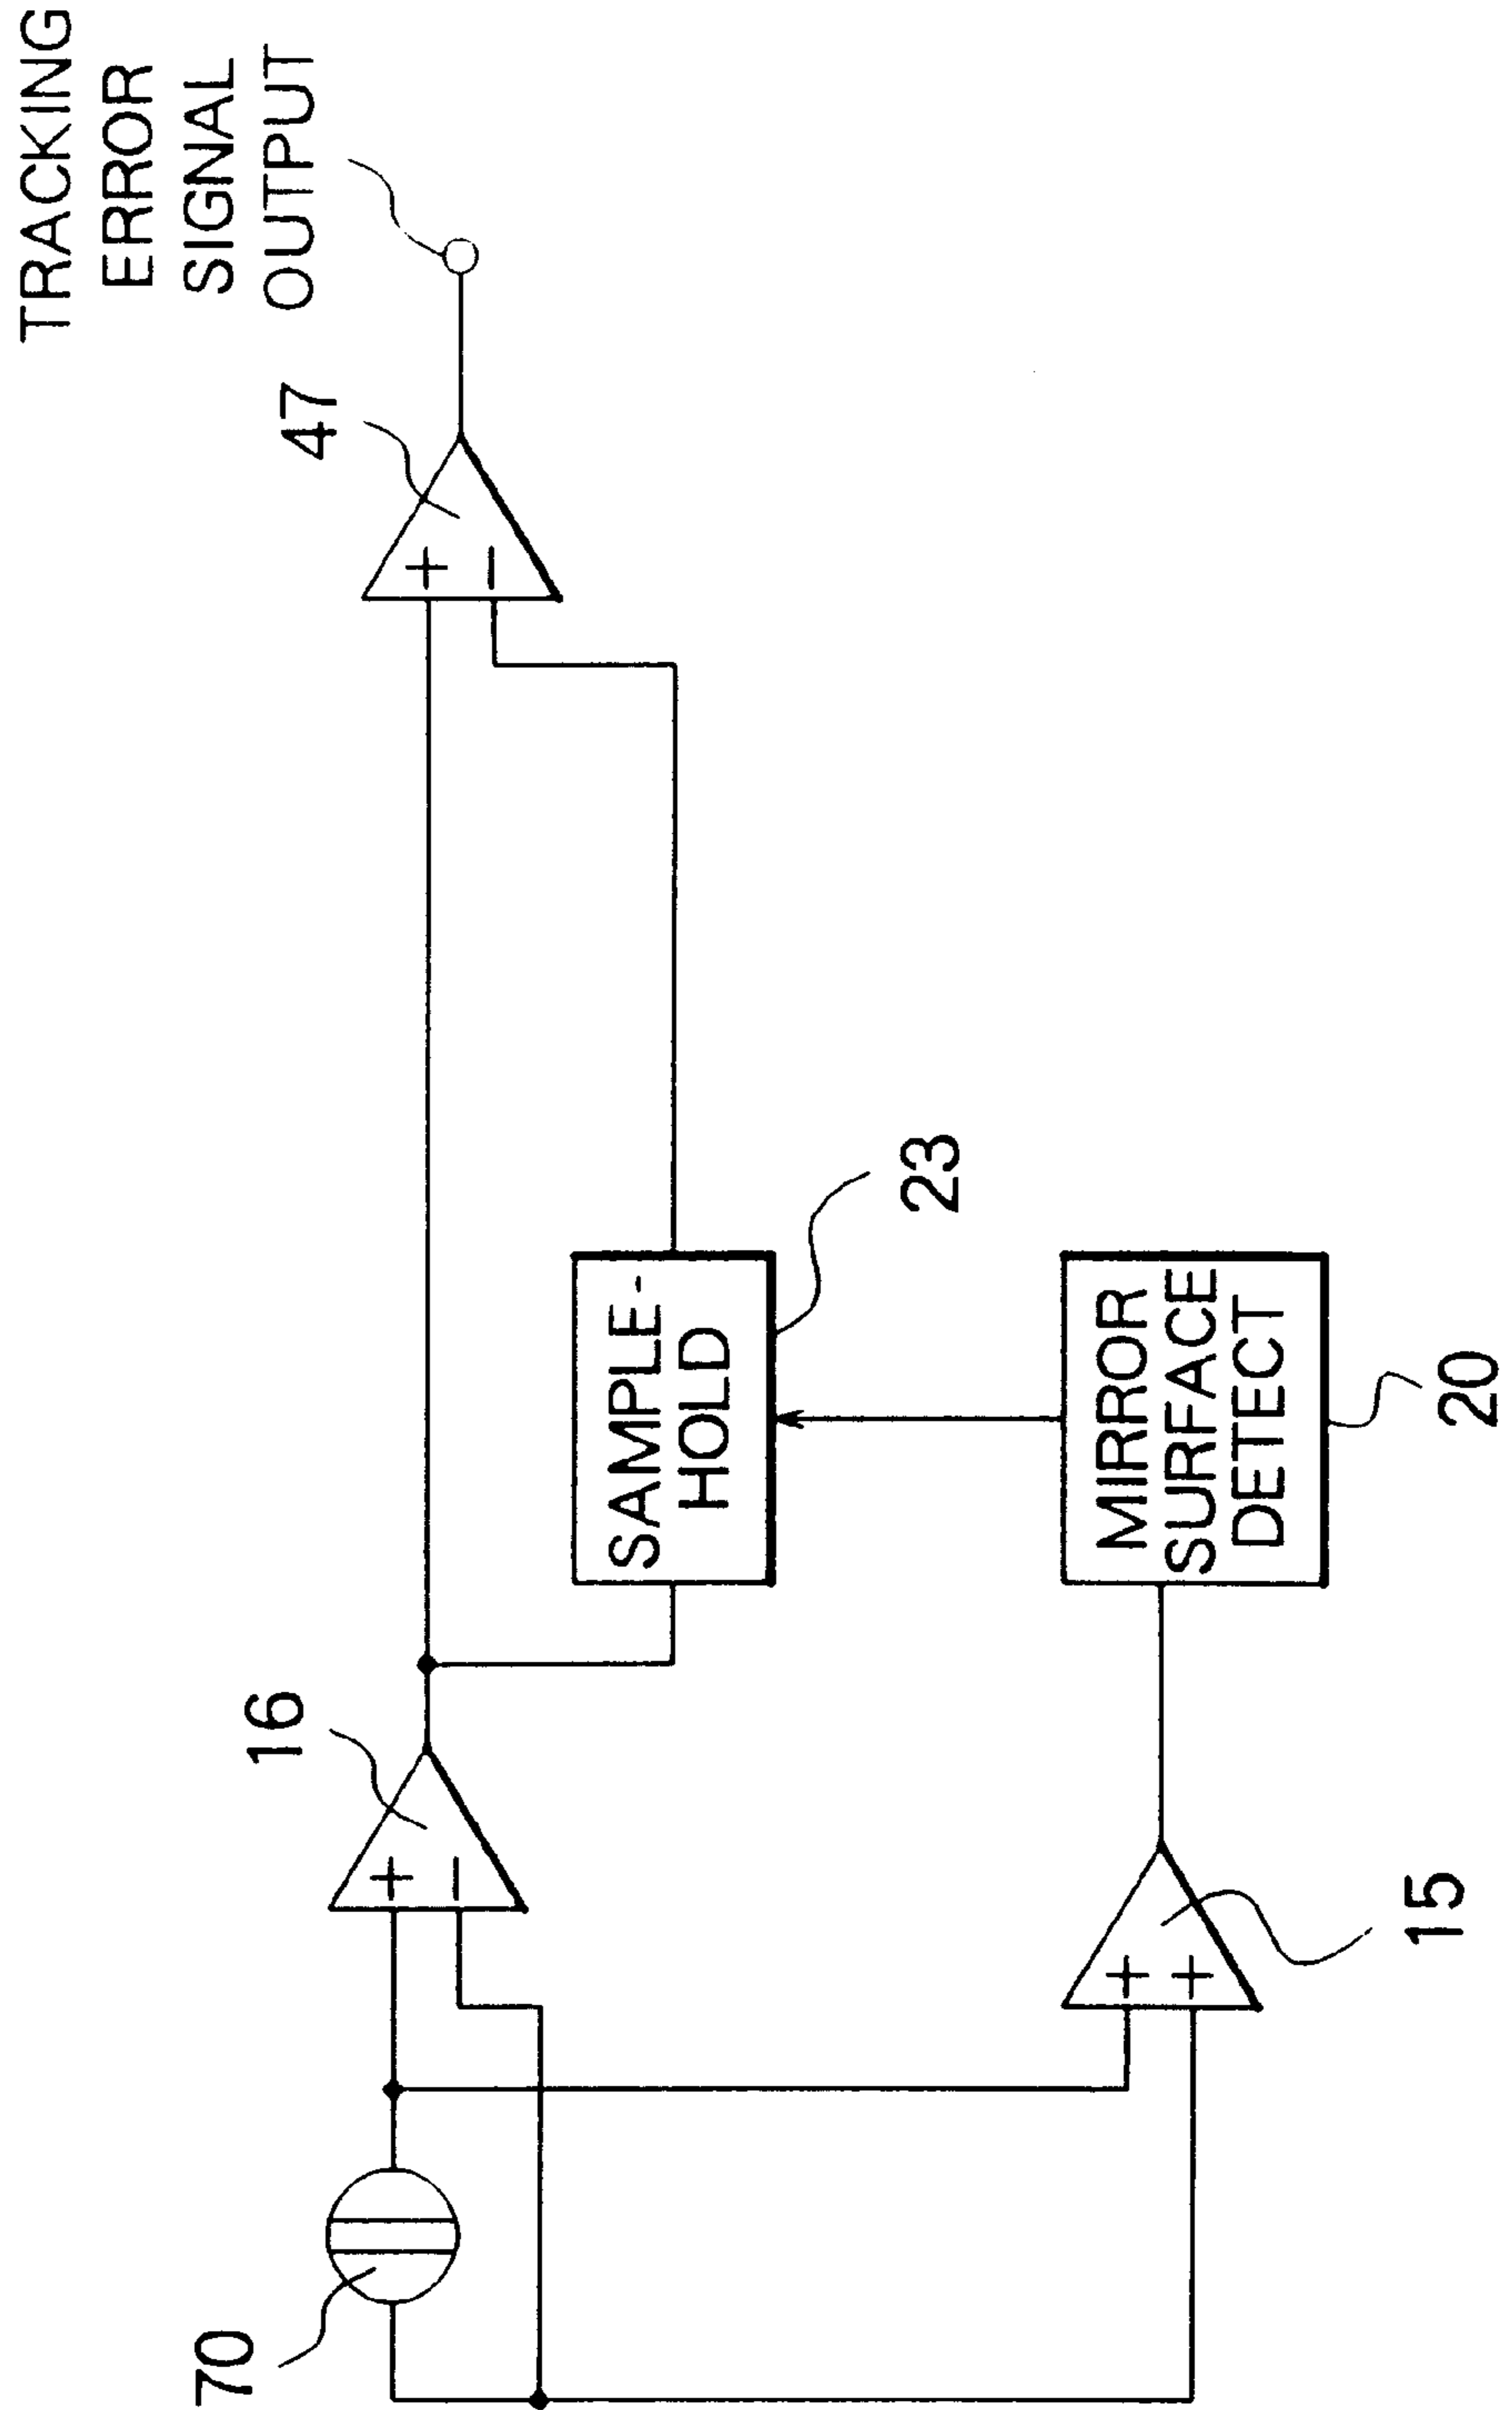 TRACKING
ERROR
SIGNAL
OUTPUT
47
16
70
+
−
+
−
SAMPLE-
HOLD
23
MIRROR
SURFACE
DETECT
20
+
+
15